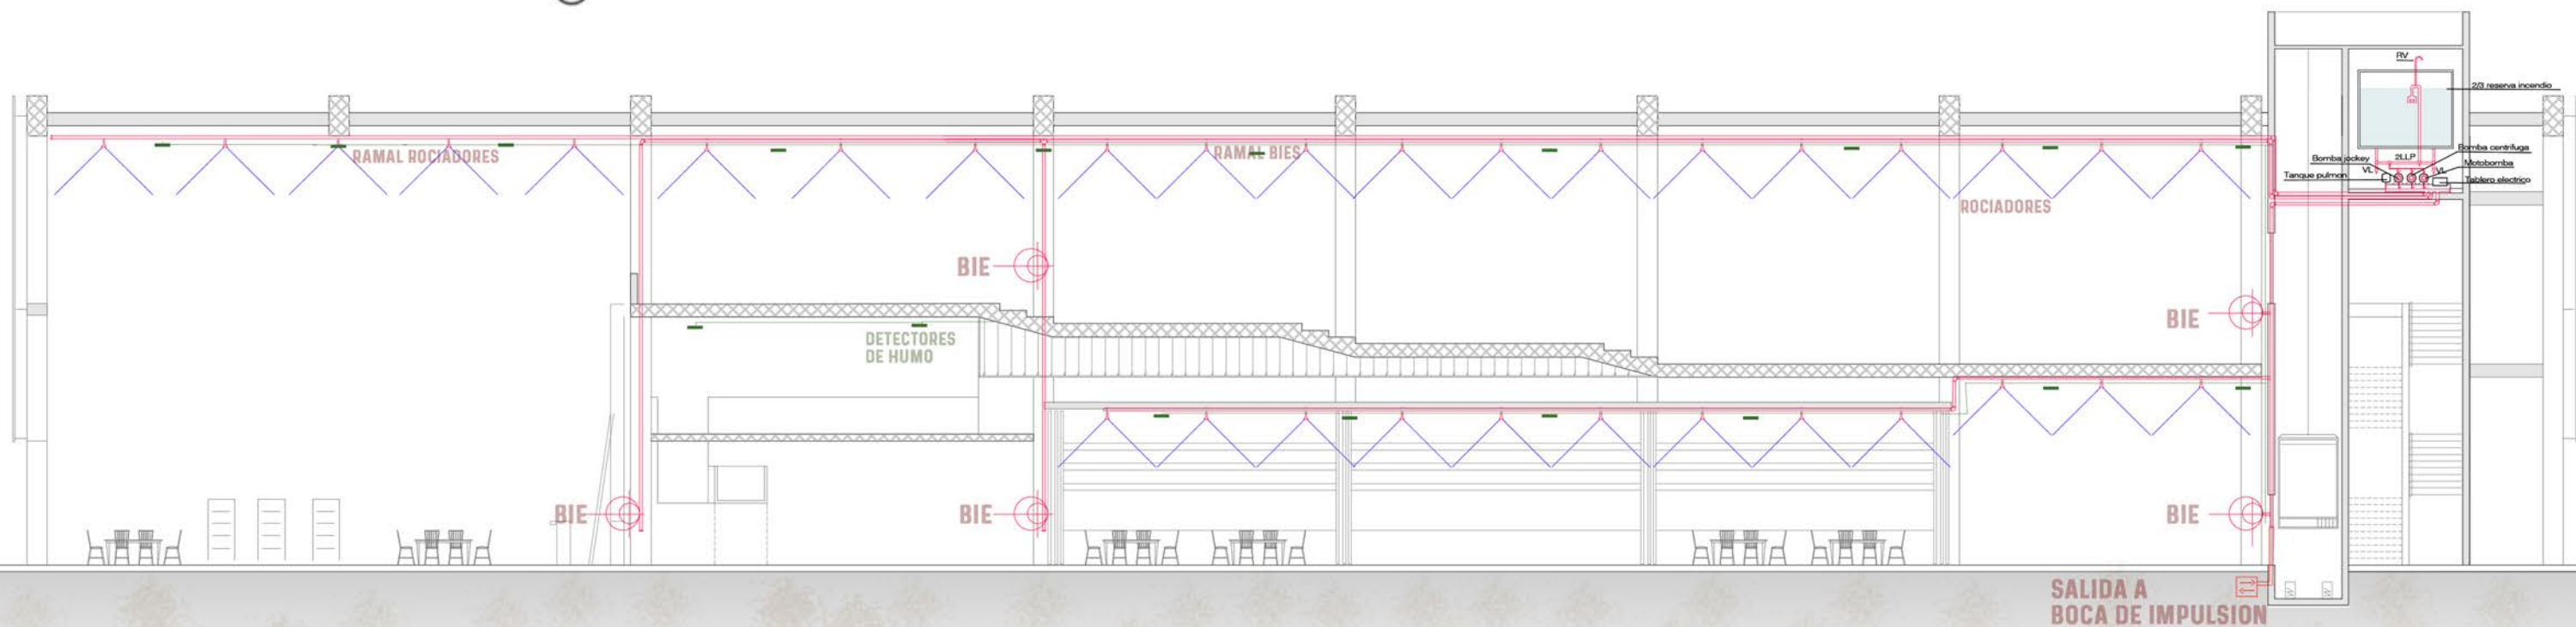 RV
2/3 reserva incendio
RAMAL ROCIADORES
RAMAL BIES
Bomba jockey
2LLP
Bomba centrifuga
Motobomba
VL
VL
Tanque pulmon
Tablero electrico
ROCIADORES
BIE
BIE
DETECTORES
DE HUMO
BIE
BIE
BIE
SALIDA A
BOCA DE IMPULSION